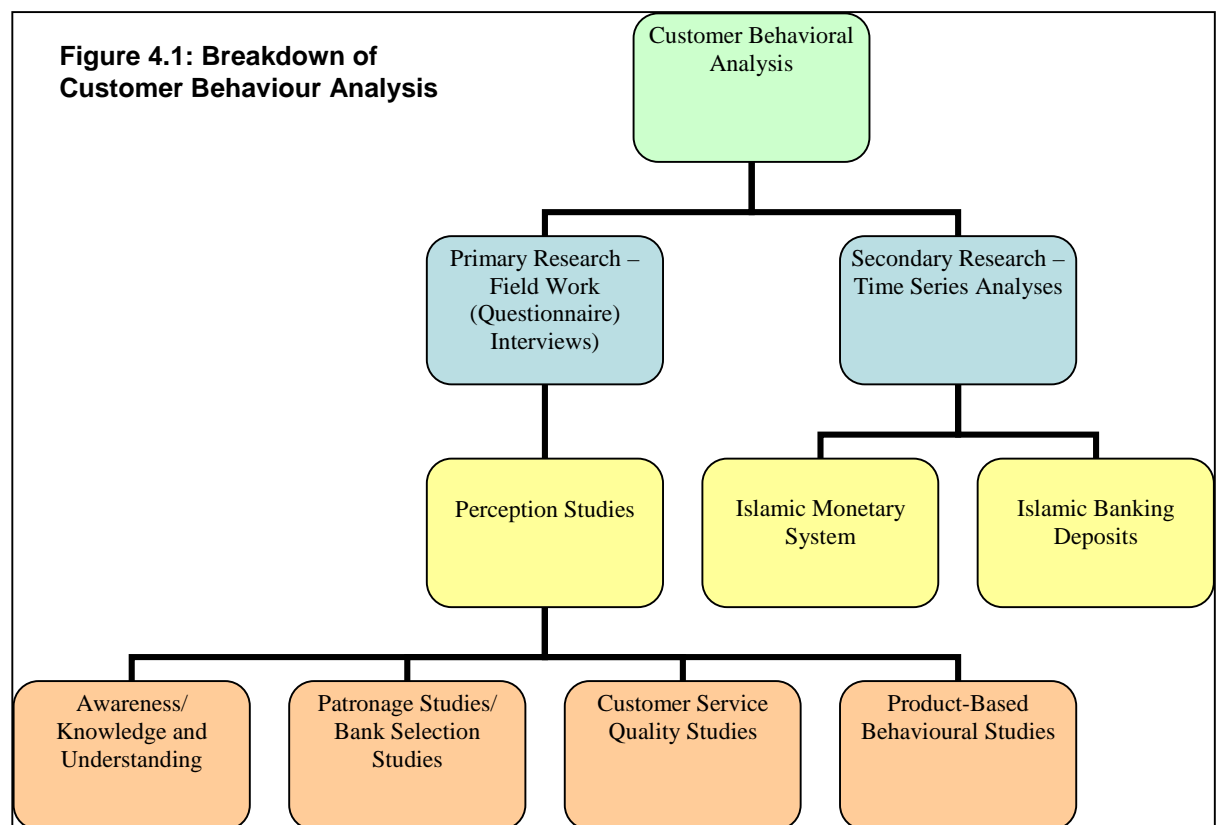 Figure 4.1: Breakdown of
Customer Behaviour Analysis
Customer Behavioral
Analysis
Primary Research –
Field Work
(Questionnaire)
Interviews)
Secondary Research –
Time Series Analyses
Perception Studies
Islamic Monetary
System
Islamic Banking
Deposits
Awareness/
Knowledge and
Understanding
Patronage Studies/
Bank Selection
Studies
Customer Service
Quality Studies
Product-Based
Behavioural Studies